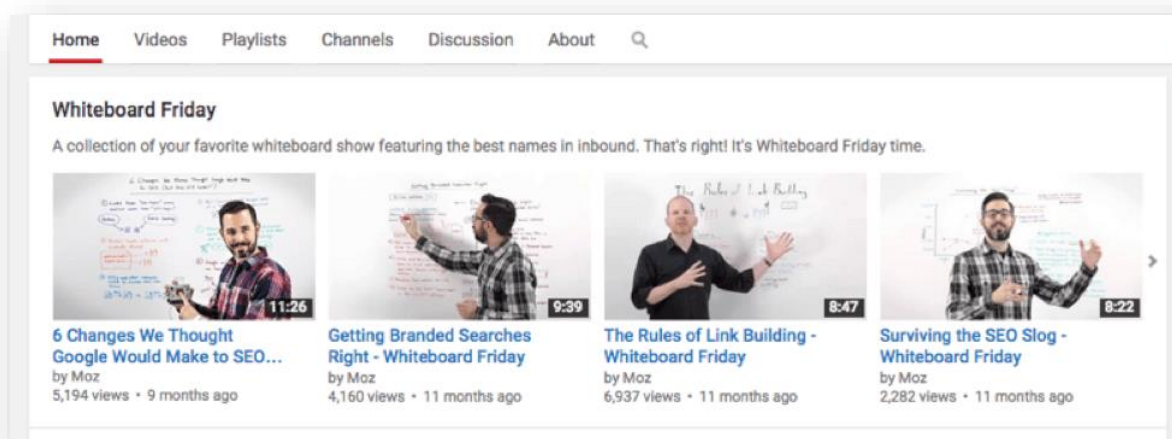 Home Videos Playlists Channels Discussion About
Whiteboard Friday
A collection of your favorite whiteboard show featuring the best names in inbound. That's right! It's Whiteboard Friday time.
11:26
9:39
The Rules of Link Building
8:47
8:22
6 Changes We Thought
Google Would Make to SEO...
by Moz
5,194 views • 9 months ago
Getting Branded Searches
Right - Whiteboard Friday
by Moz
4,160 views • 11 months ago
The Rules of Link Building -
Whiteboard Friday
by Moz
6,937 views • 11 months ago
Surviving the SEO Slog -
Whiteboard Friday
by Moz
2,282 views • 11 months ago